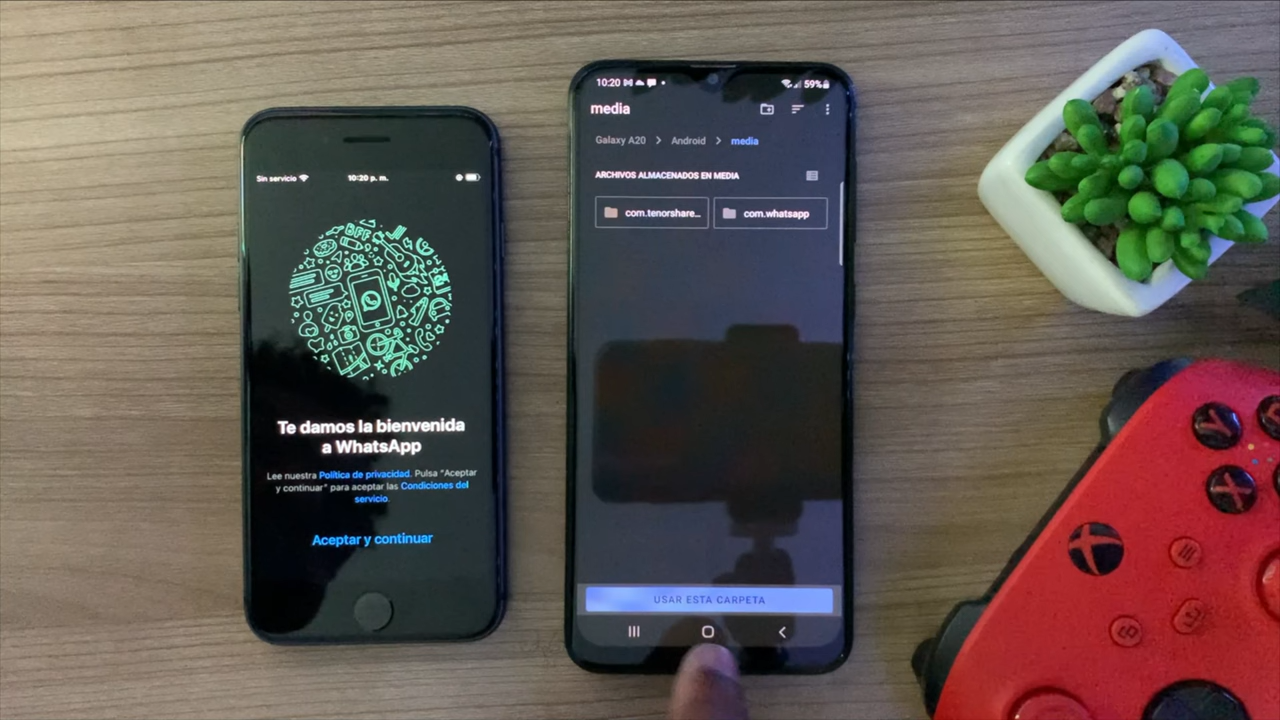 Sin servicio
10:20 p. m.
Te damos la bienvenida
a WhatsApp
Lee nuestra Política de privacidad. Pulsa "Aceptar
y continuar" para aceptar las Condiciones del
servicio.
Aceptar y continuar
10:20
59%
media
Galaxy A20 > Android > media
ARCHIVOS ALMACENADOS EN MEDIA
com.tenorshare...
com.whatsapp
USAR ESTA CARPETA
Y
X